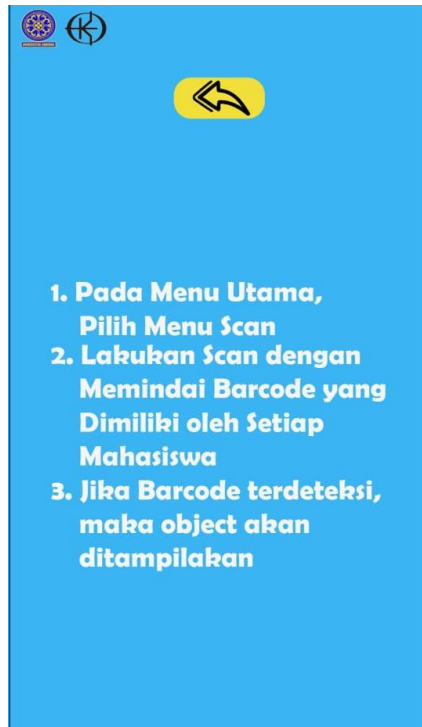 1. Pada Menu Utama,
Pilih Menu Scan
2. Lakukan Scan dengan
Memindai Barcode yang
Dimiliki oleh Setiap
Mahasiswa
3. Jika Barcode terdeteksi,
maka object akan
ditampilakan